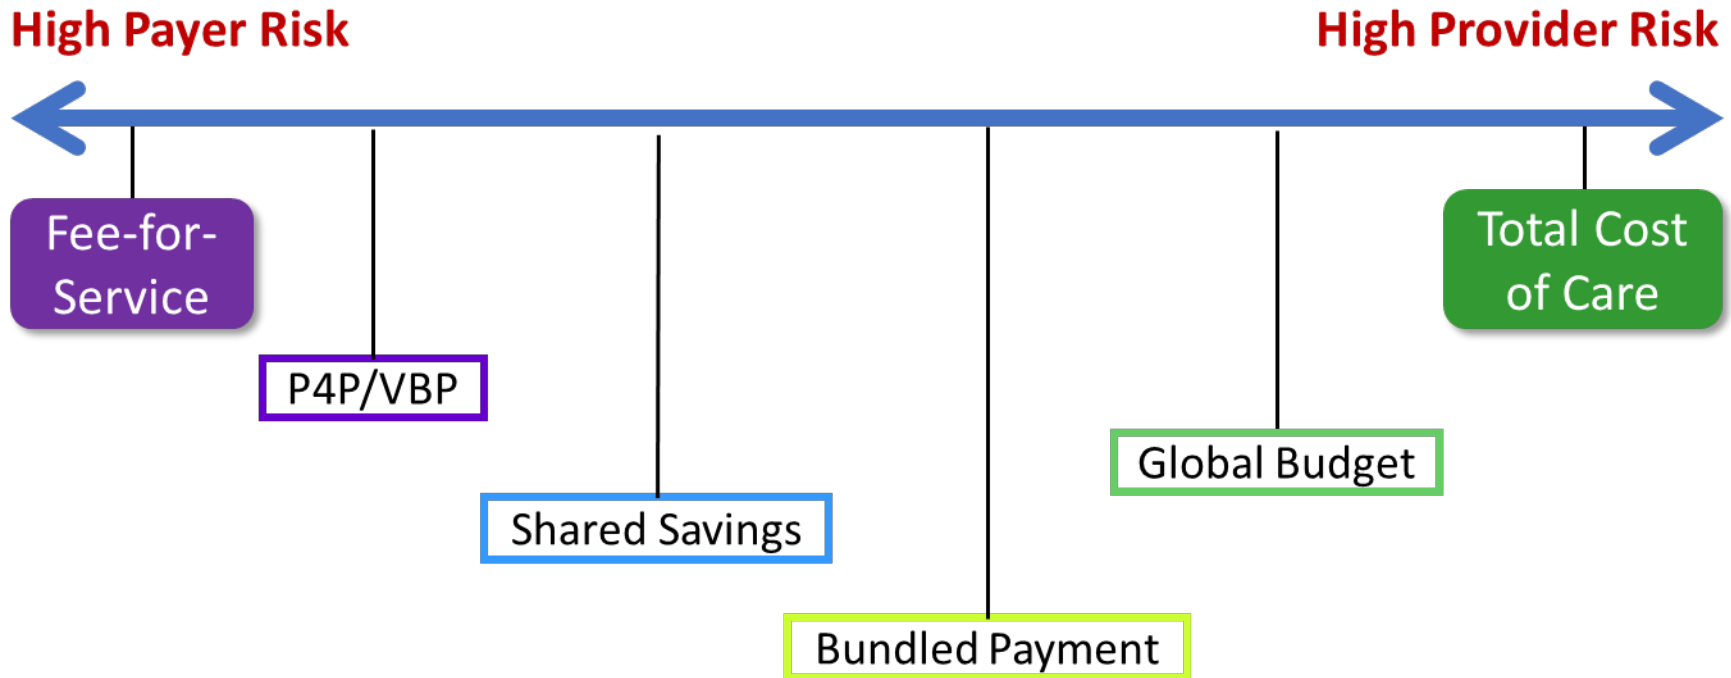 High Payer Risk
High Provider Risk
Fee-for-
Service
Total Cost
of Care
P4P/VBP
Global Budget
Shared Savings
Bundled Payment